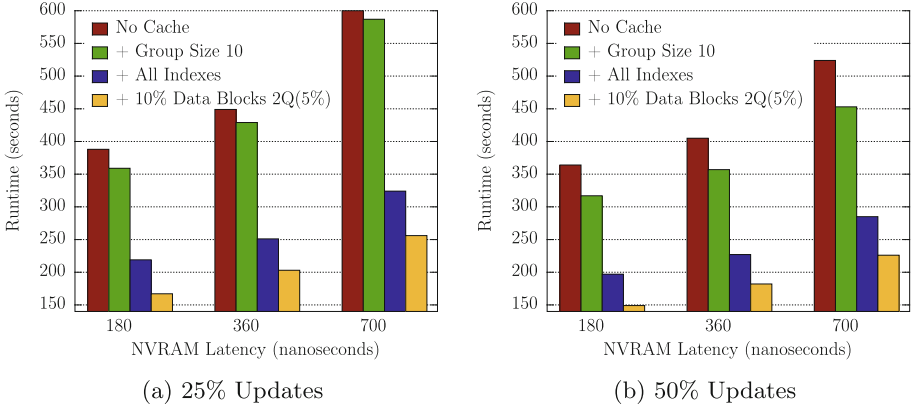 600
550
500
450
400
350
300
250
200
150
Runtime (seconds)
No Cache
+ Group Size 10
+ All Indexes
+ 10% Data Blocks 2Q(5%)
180 360 700
NVRAM Latency (nanoseconds)
(a) 25% Updates
600
550
500
450
400
350
300
250
200
150
Runtime (seconds)
No Cache
+ Group Size 10
+ All Indexes
+ 10% Data Blocks 2Q(5%)
180 360 700
NVRAM Latency (nanoseconds)
(b) 50% Updates